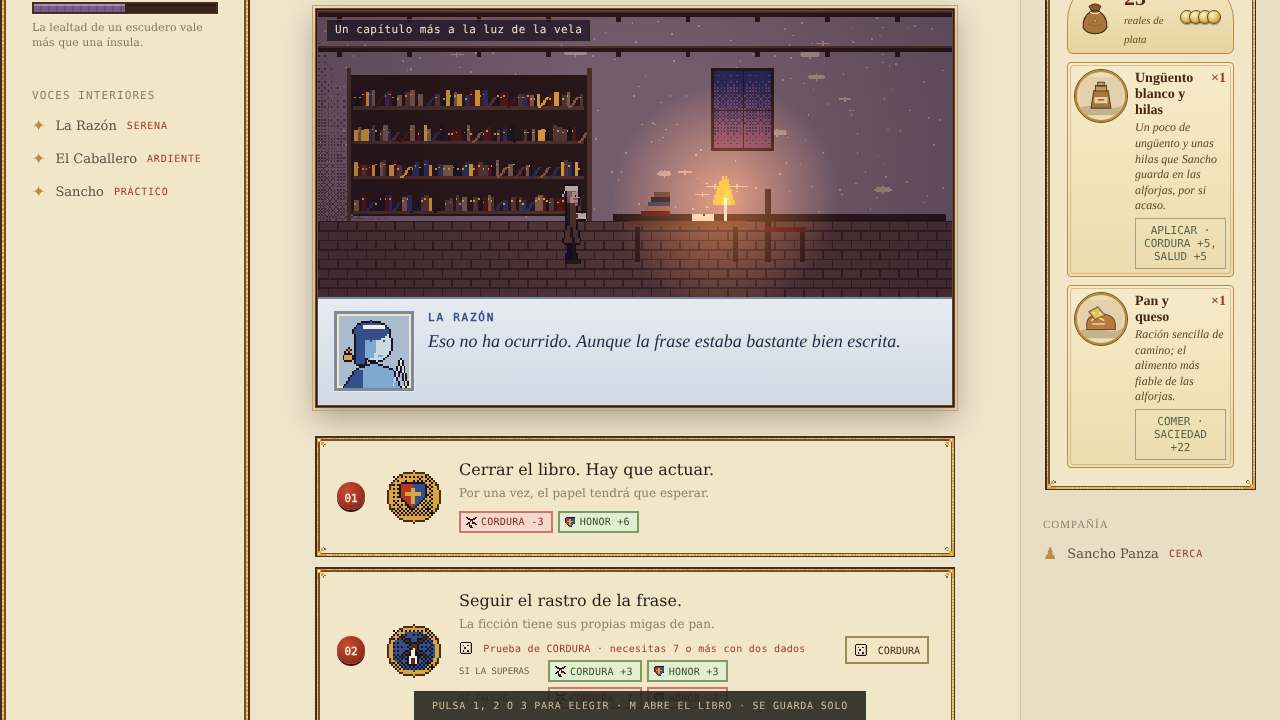 La lealtad de un escudero vale
más que una ínsula.
VOCES INTERIORES
La Razón SERENA
El Caballero ARDIENTE
Sancho PRÁCTICO
Un capítulo más a la luz de la vela
LA RAZÓN
Eso no ha ocurrido. Aunque la frase estaba bastante bien escrita.
01
Cerrar el libro. Hay que actuar.
Por una vez, el papel tendrá que esperar.
CORDURA -3 HONOR +6
02
Seguir el rastro de la frase.
La ficción tiene sus propias migas de pan.
Prueba de CORDURA · necesitas 7 o más con dos dados
CORDURA
SI LA SUPERAS CORDURA +3 HONOR +3
PULSA 1, 2 O 3 PARA ELEGIR · M ABRE EL LIBRO · SE GUARDA SOLO
reales de
plata
Ungüento ×1
blanco y
hilas
Un poco de
ungüento y unas
hilas que Sancho
guarda en las
alforjas, por si
acaso.
APLICAR ·
CORDURA +5,
SALUD +5
Pan y ×1
queso
Ración sencilla de
camino; el
alimento más
fiable de las
alforjas.
COMER ·
SACIEDAD
+22
COMPAÑÍA
Sancho Panza CERCA